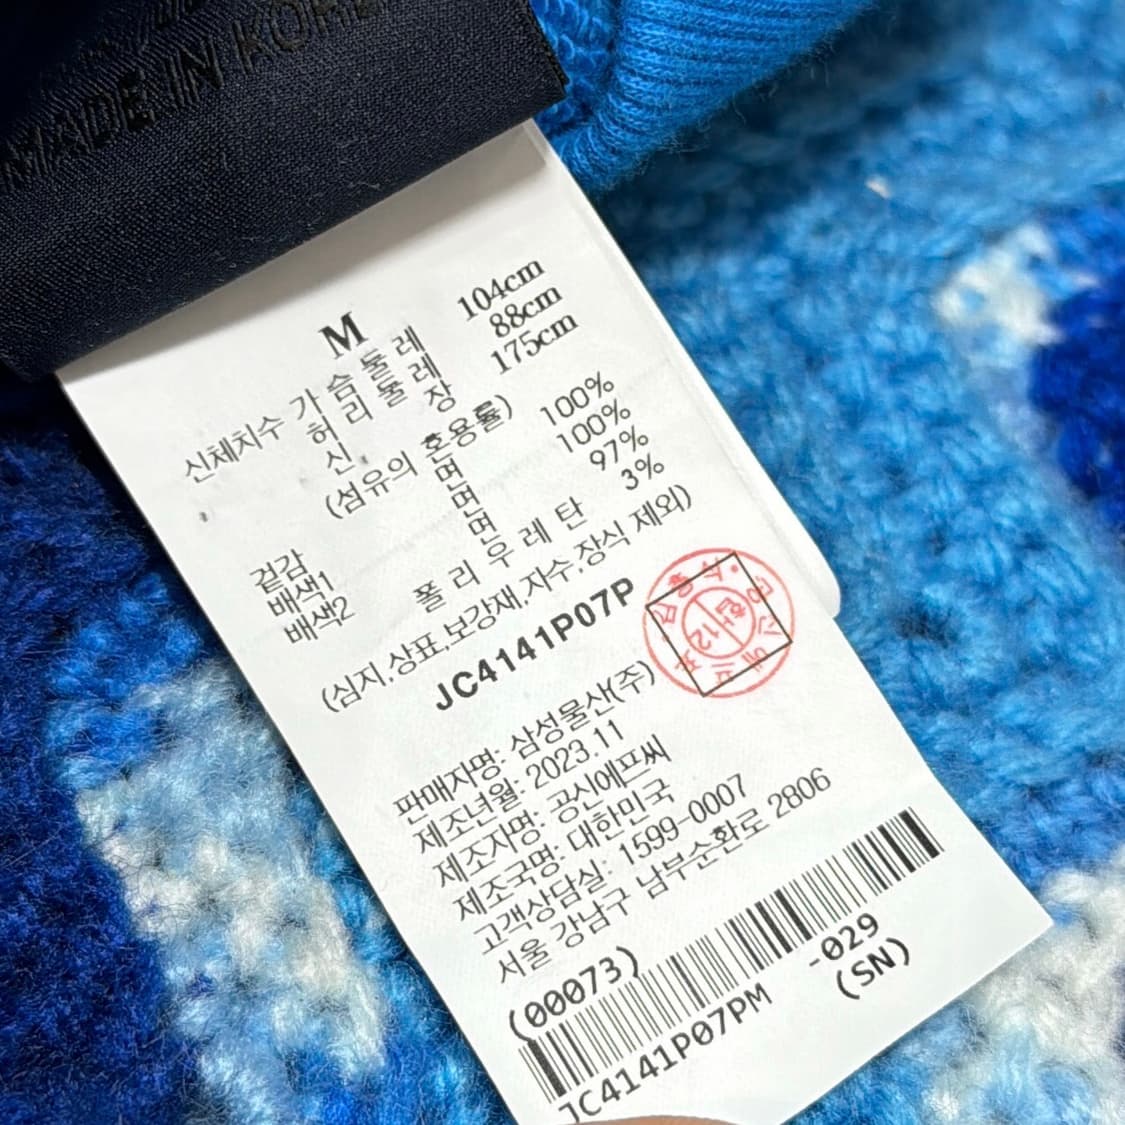 MADE IN KOR
M
신체치수 가슴둘레 104cm
허리둘레 88cm
신장 175cm
(섬유의 혼용률)
겉감 면 100%
배색1 면 100%
배색2 면 97%
폴리우레탄 3%
(심지,상표,보강재,자수,장식 제외)
JC4141P07P
판매자명: 삼성물산(주)
제조년월: 2023.11
제조자명: 공신에프씨
제조국명: 대한민국
고객상담실: 1599-0007
서울 강남구 남부순환로 2806
(00073)
JC4141P07PM -029
(SN)